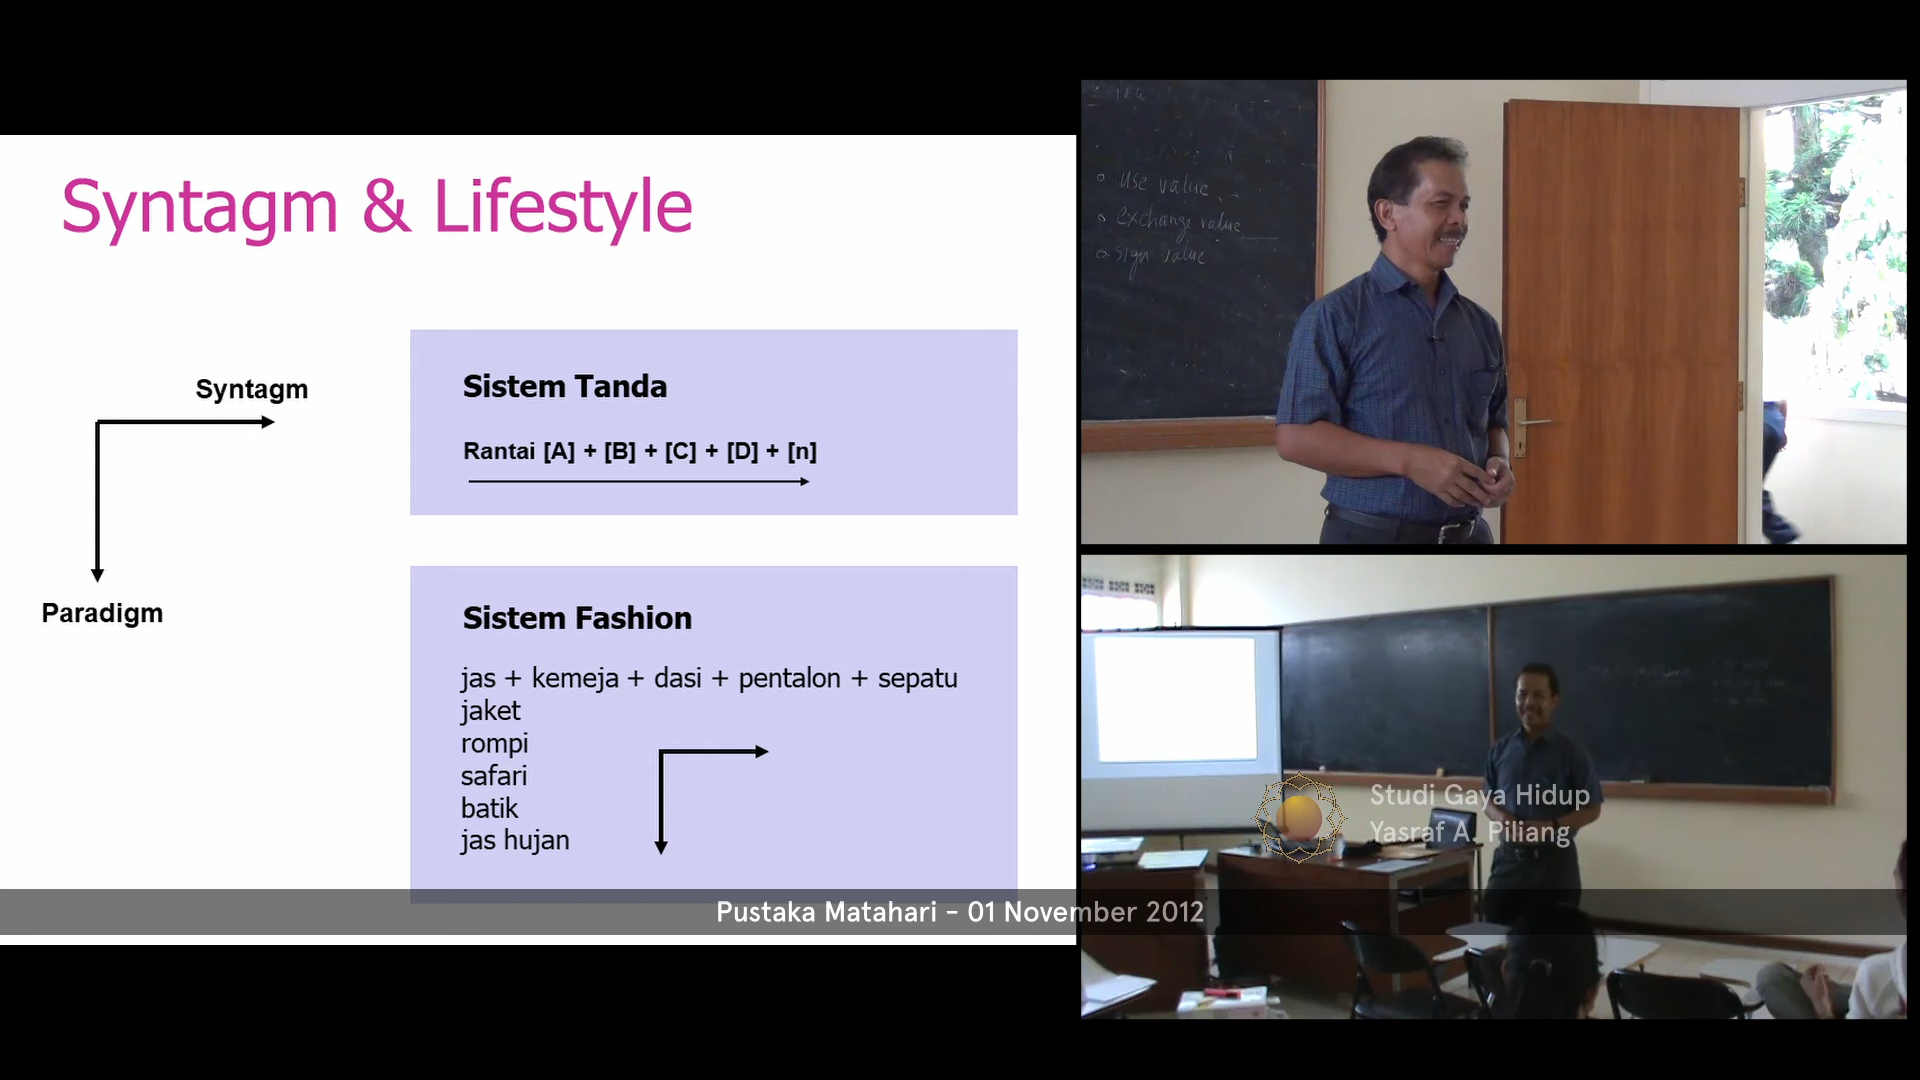 Syntagm & Lifestyle
Syntagm
Paradigm
Sistem Tanda
Rantai [A] + [B] + [C] + [D] + [n]
Sistem Fashion
jas + kemeja + dasi + pentalon + sepatu
jaket
rompi
safari
batik
jas hujan
use value
exchange value
sign value
Studi Gaya Hidup
Yasraf A. Piliang
Pustaka Matahari - 01 November 2012